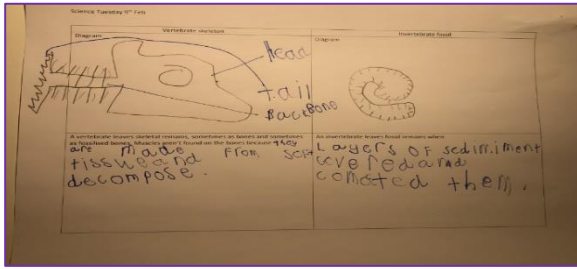 Science Tuesday 9th Feb
Vertebrate skeleton
Invertebrate fossil
Diagram
Diagram
Head
tail
Backbone
A vertebrate leaves skeletal remains, sometimes as bones and sometimes
as fossilised bones. Muscles aren't found on the bones because they
are made from soft
tissue and
decompose.
An invertebrate leaves fossil remains when
Layers of sediment
covered and
comated them.